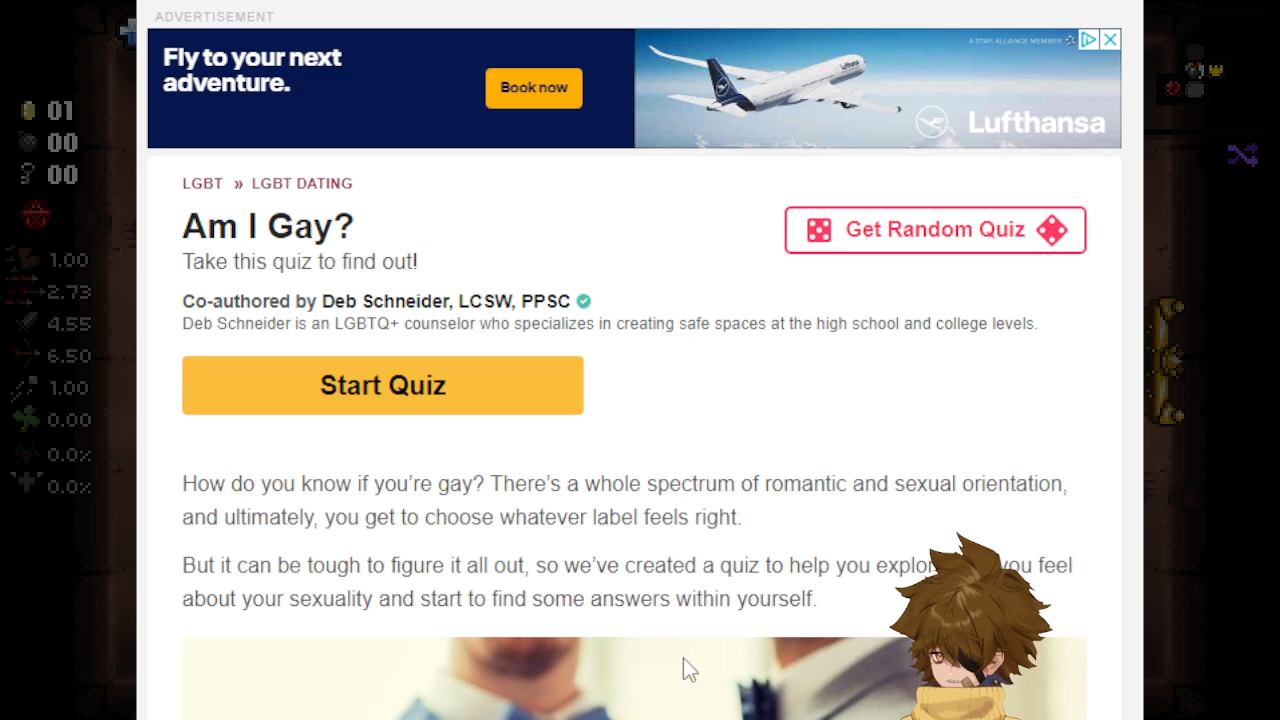 ADVERTISEMENT
Fly to your next
adventure.
Book now
A STAR ALLIANCE MEMBER
Lufthansa
Lufthansa
LGBT » LGBT DATING
Am I Gay?
Get Random Quiz
Take this quiz to find out!
Co-authored by Deb Schneider, LCSW, PPSC
Deb Schneider is an LGBTQ+ counselor who specializes in creating safe spaces at the high school and college levels.
Start Quiz
How do you know if you’re gay? There’s a whole spectrum of romantic and sexual orientation,
and ultimately, you get to choose whatever label feels right.
But it can be tough to figure it all out, so we’ve created a quiz to help you explor you feel
about your sexuality and start to find some answers within yourself.
01
00
00
1.00
2.73
4.55
6.50
1.00
0.00
0.0%
0.0%